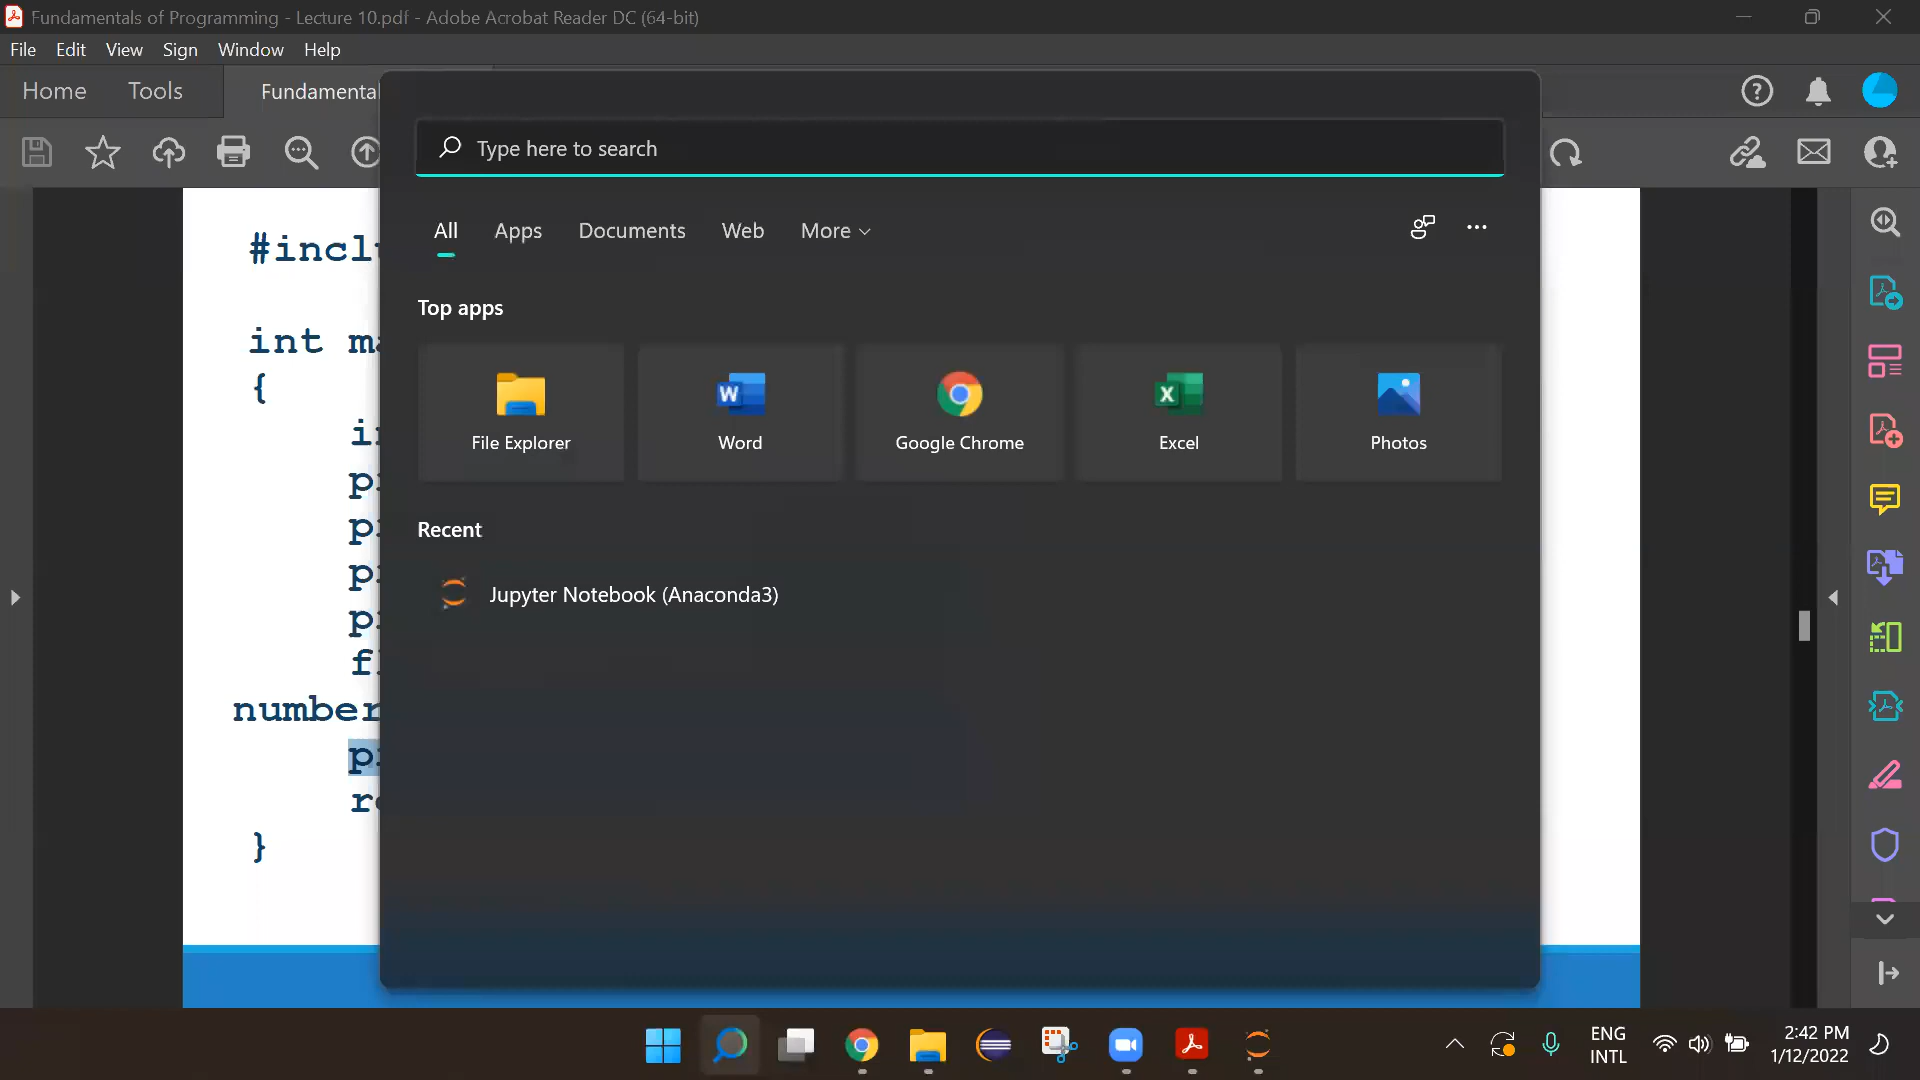 Fundamentals of Programming - Lecture 10.pdf - Adobe Acrobat Reader DC (64-bit)
File Edit View Sign Window Help
Home Tools Fundamental
Type here to search
All Apps Documents Web More
#incl
Top apps
int ma
{
File Explorer Word Google Chrome Excel Photos
Recent
Jupyter Notebook (Anaconda3)
number
}
ENG
INTL
2:42 PM
1/12/2022